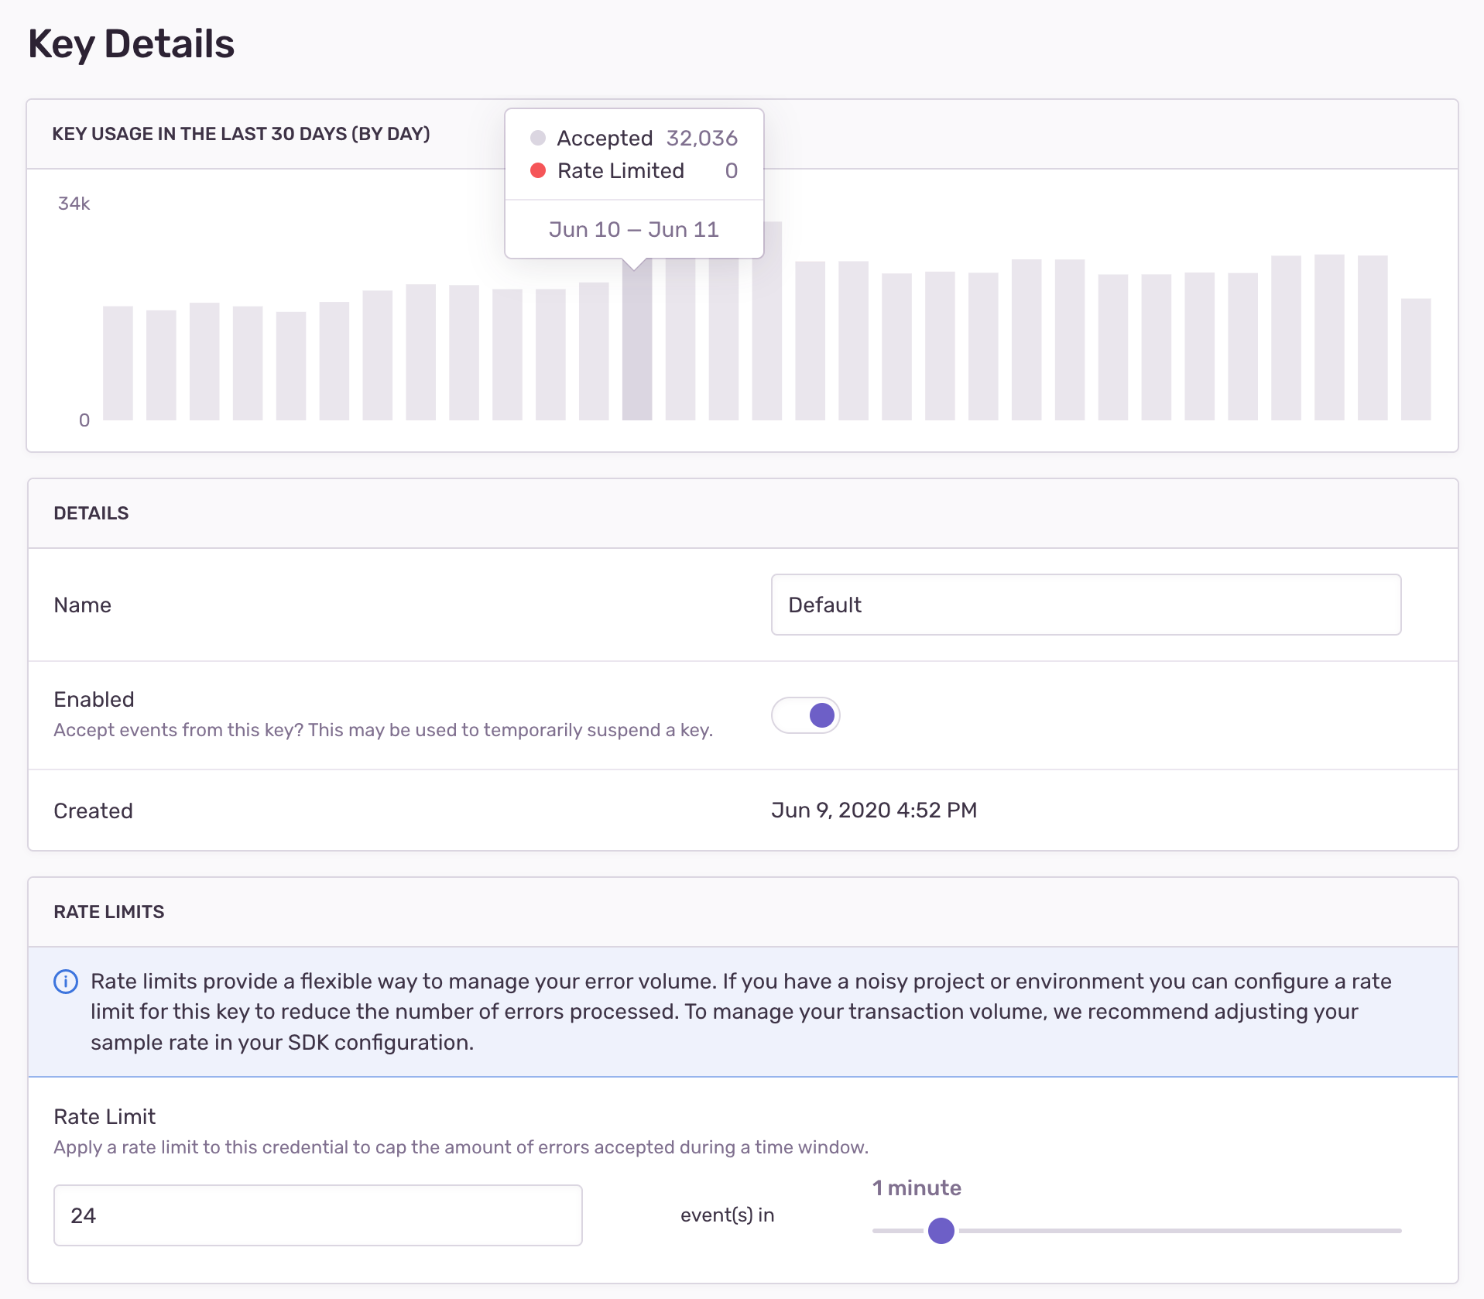 Key Details
KEY USAGE IN THE LAST 30 DAYS (BY DAY)
Accepted 32,036
Rate Limited 0
Jun 10 — Jun 11
34k
0
DETAILS
Name
Default
Enabled
Accept events from this key? This may be used to temporarily suspend a key.
Created
Jun 9, 2020 4:52 PM
RATE LIMITS
Rate limits provide a flexible way to manage your error volume. If you have a noisy project or environment you can configure a rate
limit for this key to reduce the number of errors processed. To manage your transaction volume, we recommend adjusting your
sample rate in your SDK configuration.
Rate Limit
Apply a rate limit to this credential to cap the amount of errors accepted during a time window.
24
event(s) in
1 minute